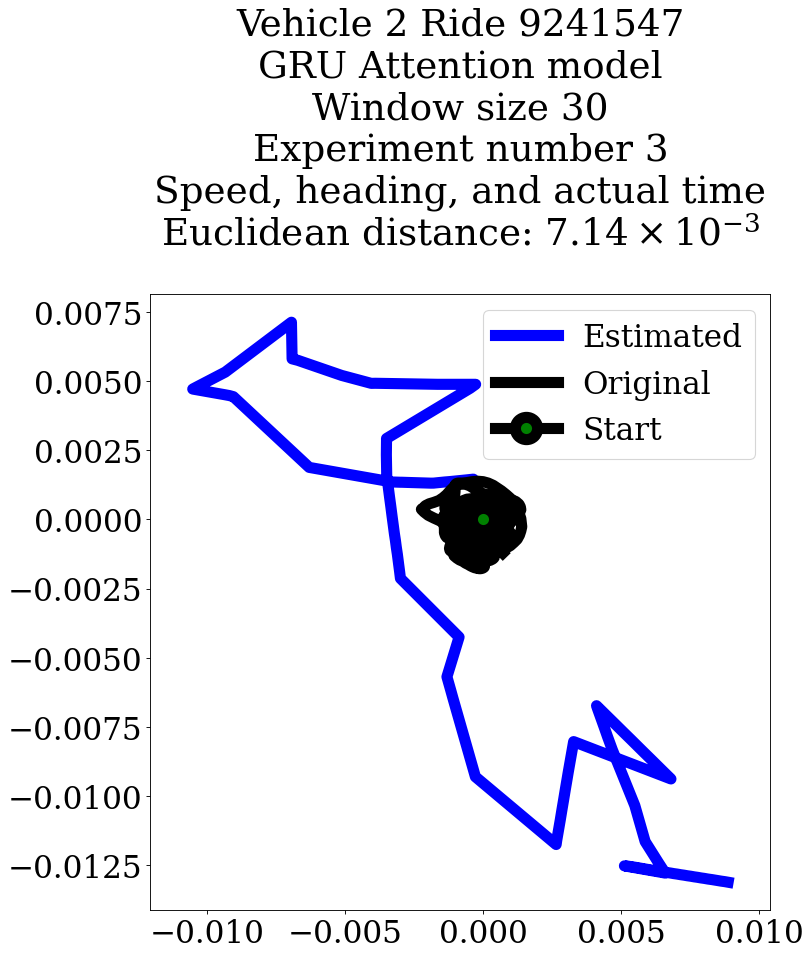 Vehicle 2 Ride 9241547
GRU Attention model
Window size 30
Experiment number 3
Speed, heading, and actual time
Euclidean distance: 7.14 × 10⁻³
Estimated
Original
Start
0.0075
0.0050
0.0025
0.0000
−0.0025
−0.0050
−0.0075
−0.0100
−0.0125
−0.010 −0.005 0.000 0.005 0.010